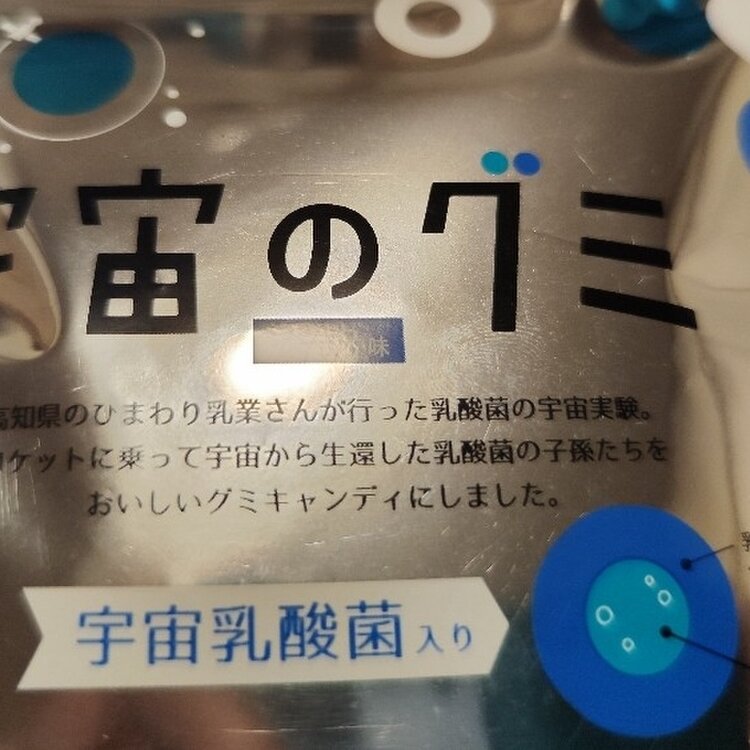 宇宙のグミ
味
高知県のひまわり乳業さんが行った乳酸菌の宇宙実験。
ロケットに乗って宇宙から生還した乳酸菌の子孫たちを
おいしいグミキャンディにしました。
宇宙乳酸菌入り